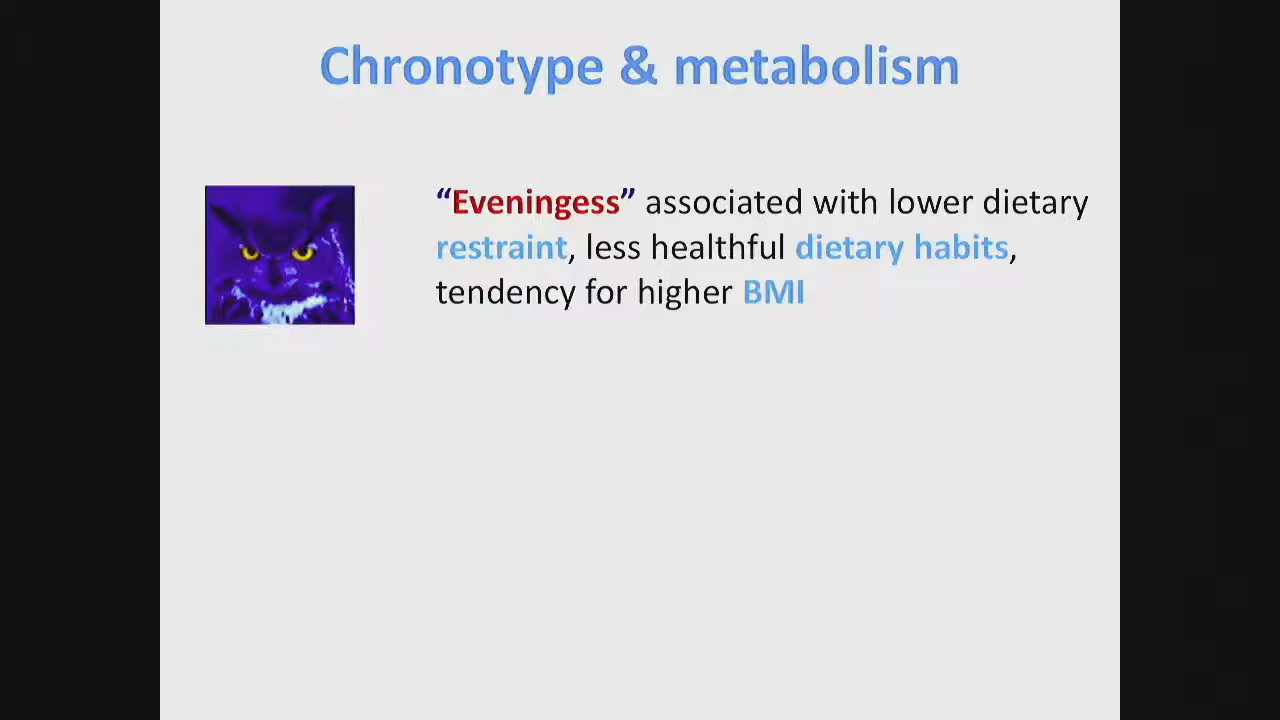 Chronotype & metabolism
“Eveningess” associated with lower dietary
restraint, less healthful dietary habits,
tendency for higher BMI